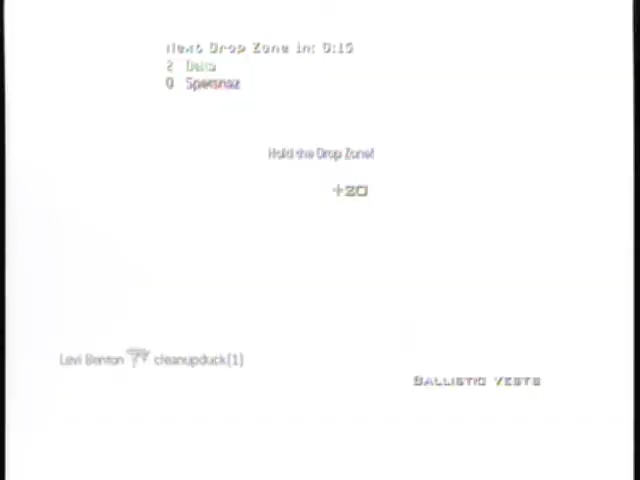 Next Drop Zone in: 0:15
2 Delta
0 Spetsnaz
Hold the Drop Zone!
+20
Levi Benton cleanupduck(1)
Ballistic Vests